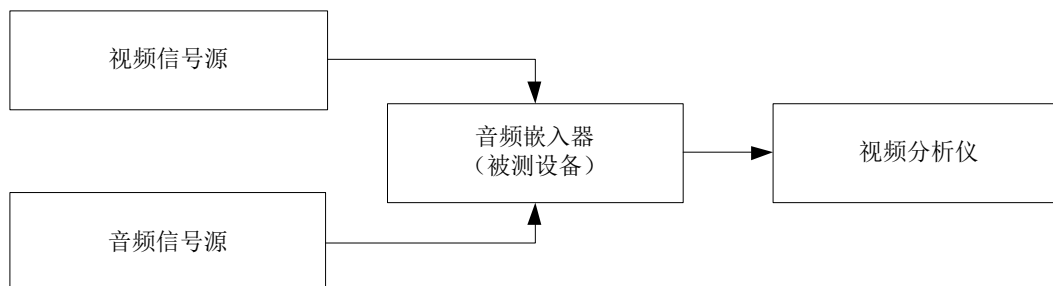 视频信号源
音频嵌入器
（被测设备）
视频分析仪
音频信号源